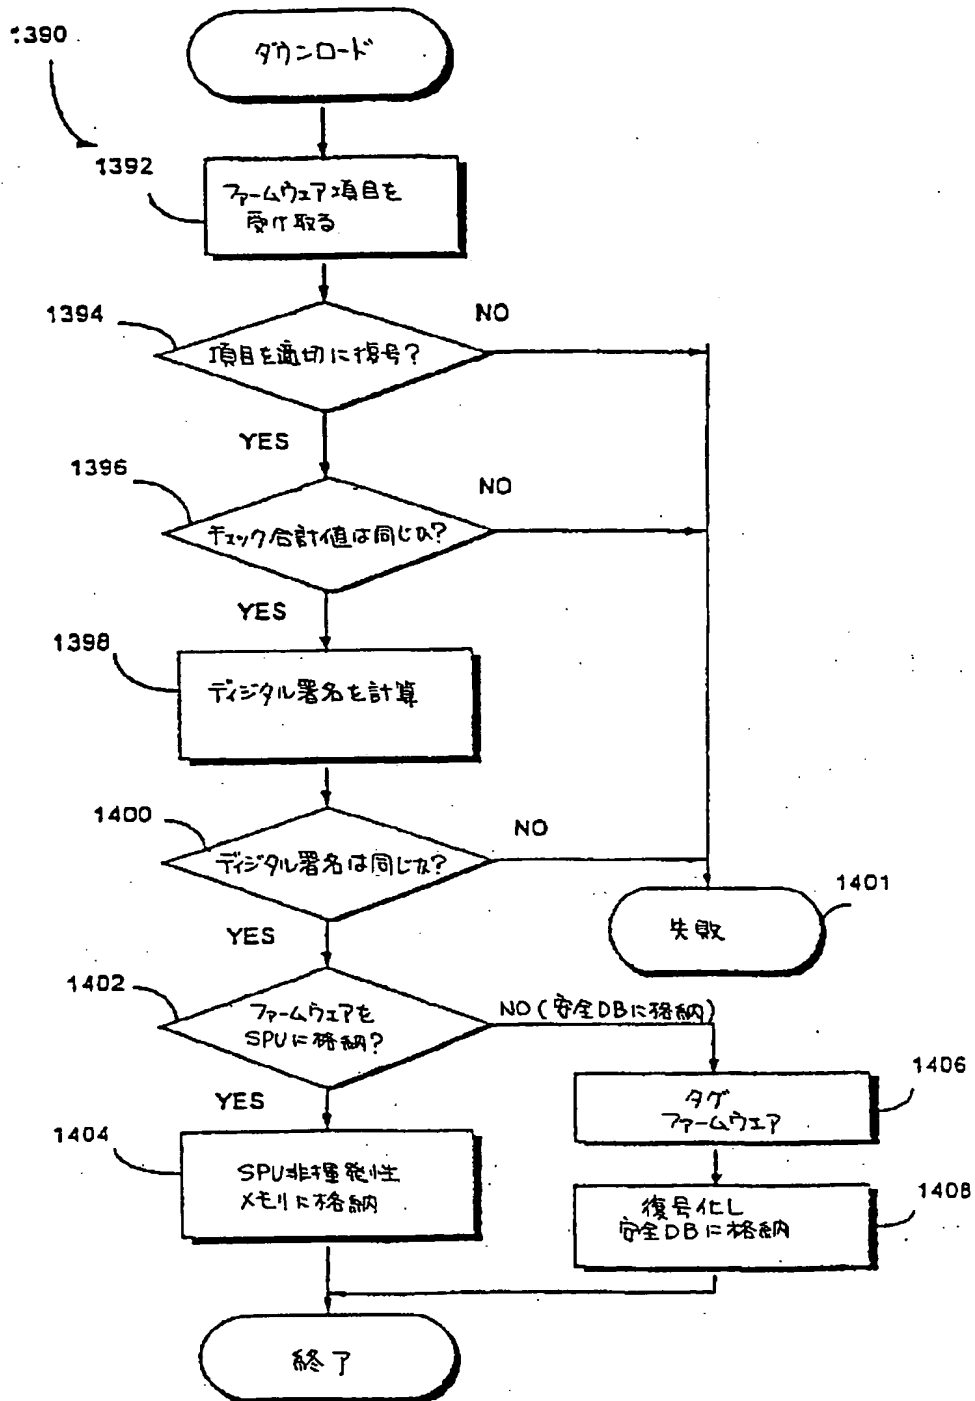 1390
ダウンロード
1392
ファームウェア項目を
受け取る
1394
項目を適切に復号?
NO
YES
1396
チェック合計値は同じか?
NO
YES
1398
ディジタル署名を計算
1400
ディジタル署名は同じか?
NO
YES
1401
失敗
1402
ファームウェアを
SPUに格納?
NO(安全DBに格納)
YES
1406
タグ
ファームウェア
1404
SPU非揮発性
メモリに格納
1408
復号化し
安全DBに格納
終了